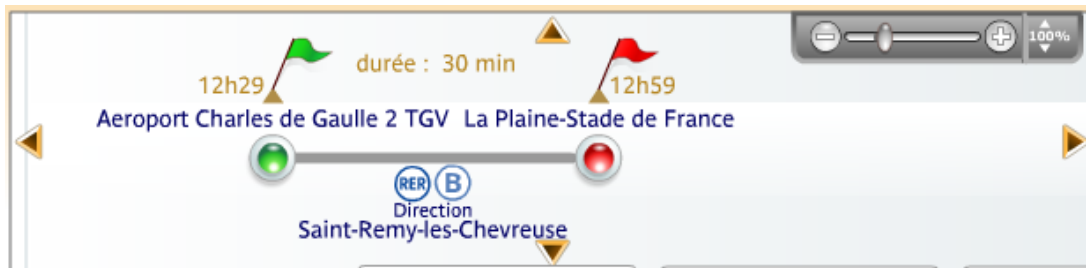 durée : 30 min
100%
12h29
12h59
Aeroport Charles de Gaulle 2 TGV
La Plaine-Stade de France
RER B
Direction
Saint-Remy-les-Chevreuse